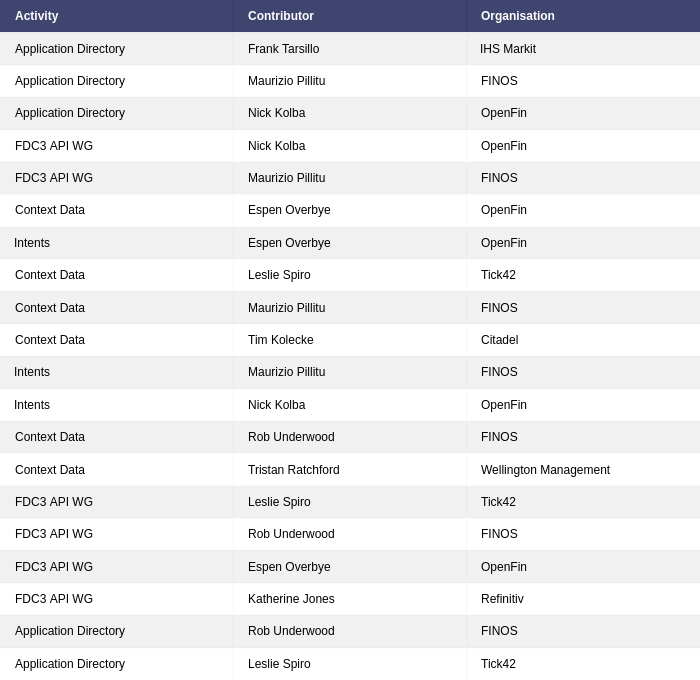 Activity Contributor Organisation
Application Directory Frank Tarsillo IHS Markit
Application Directory Maurizio Pillitu FINOS
Application Directory Nick Kolba OpenFin
FDC3 API WG Nick Kolba OpenFin
FDC3 API WG Maurizio Pillitu FINOS
Context Data Espen Overbye OpenFin
Intents Espen Overbye OpenFin
Context Data Leslie Spiro Tick42
Context Data Maurizio Pillitu FINOS
Context Data Tim Kolecke Citadel
Intents Maurizio Pillitu FINOS
Intents Nick Kolba OpenFin
Context Data Rob Underwood FINOS
Context Data Tristan Ratchford Wellington Management
FDC3 API WG Leslie Spiro Tick42
FDC3 API WG Rob Underwood FINOS
FDC3 API WG Espen Overbye OpenFin
FDC3 API WG Katherine Jones Refinitiv
Application Directory Rob Underwood FINOS
Application Directory Leslie Spiro Tick42